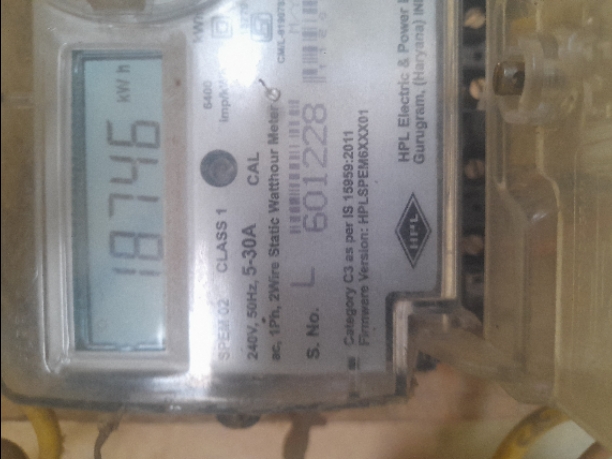 18746 kWh
6400
imp/k
SPEM 02 CLASS 1 CAL
240V, 50Hz, 5-30A
ac, 1Ph, 2Wire Static Watthour Meter
S. No. L 601228
Category C3 as per IS 15959:2011
Firmware Version: HPLSPEM6XXX01
HPL
HPL Electric & Power
Gurugram, (Haryana)